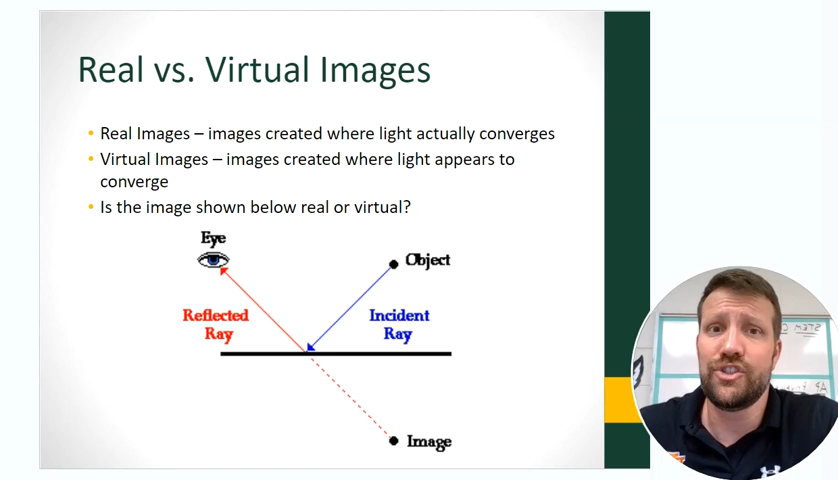 Real vs. Virtual Images
• Real Images – images created where light actually converges
• Virtual Images – images created where light appears to
converge
• Is the image shown below real or virtual?
Eye
Object
Reflected
Ray
Incident
Ray
Image